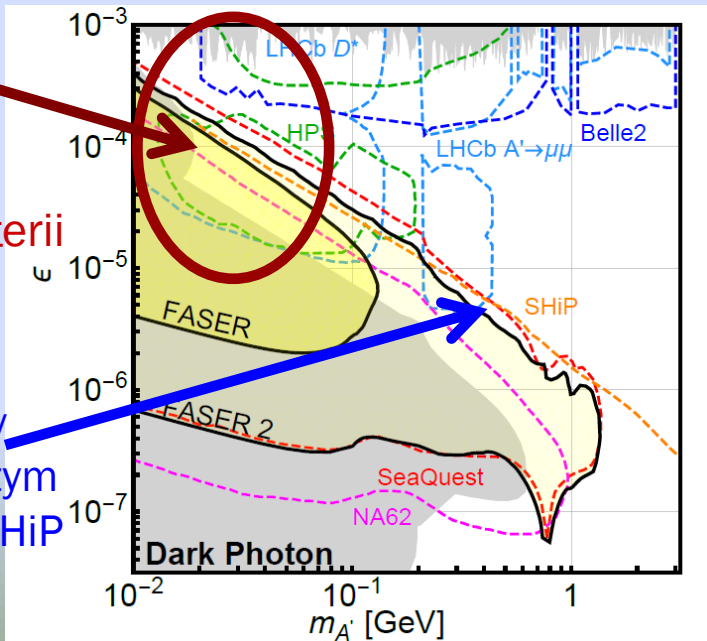 10⁻³
LHCb D*
10⁻⁴
HPS
LHCb A'→μμ
Belle2
terii
ϵ
10⁻⁵
SHiP
FASER
10⁻⁶
FASER 2
zym
SeaQuest
10⁻⁷
NA62
HiP
Dark Photon
10⁻²
10⁻¹
1
m_A' [GeV]